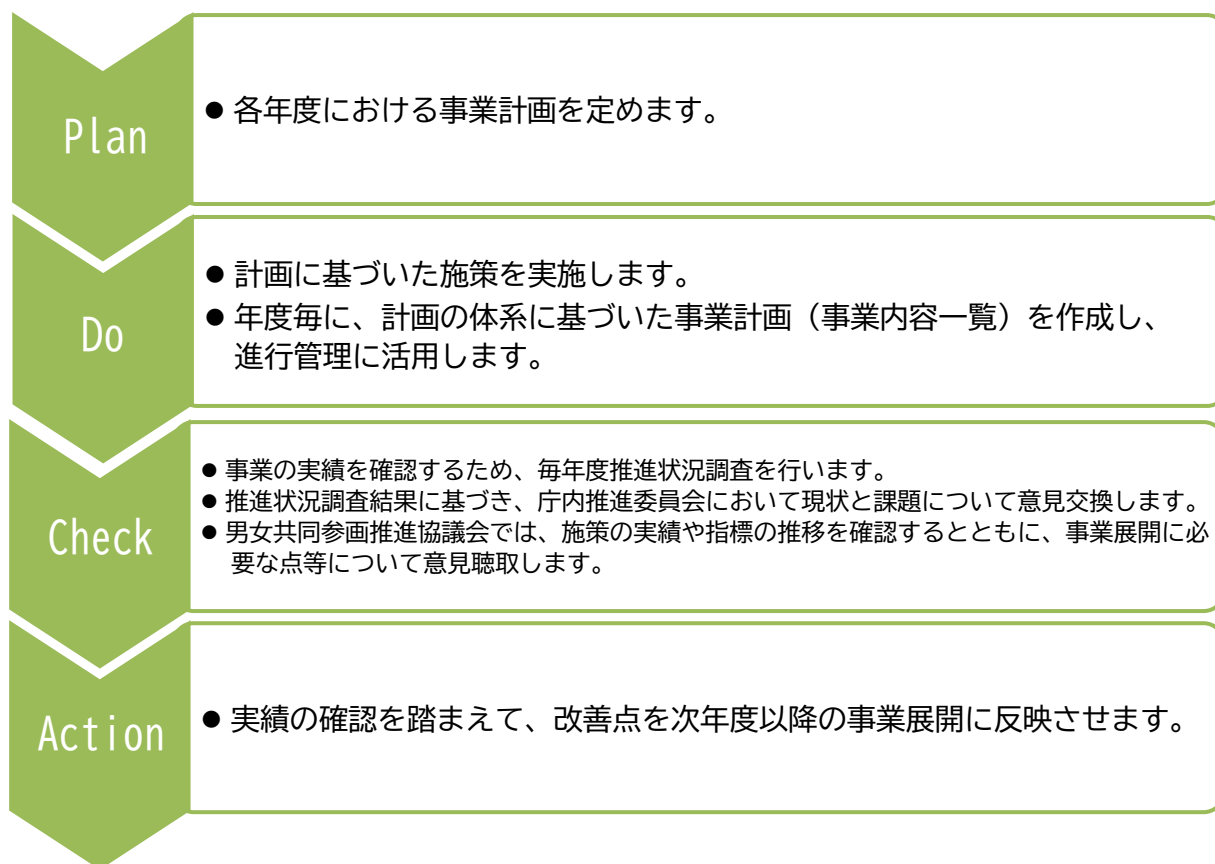 Plan
● 各年度における事業計画を定めます。
Do
● 計画に基づいた施策を実施します。
● 年度毎に、計画の体系に基づいた事業計画（事業内容一覧）を作成し、
進行管理に活用します。
Check
● 事業の実績を確認するため、毎年度推進状況調査を行います。
● 推進状況調査結果に基づき、庁内推進委員会において現状と課題について意見交換します。
● 男女共同参画推進協議会では、施策の実績や指標の推移を確認するとともに、事業展開に必
要な点等について意見聴取します。
Action
● 実績の確認を踏まえて、改善点を次年度以降の事業展開に反映させます。